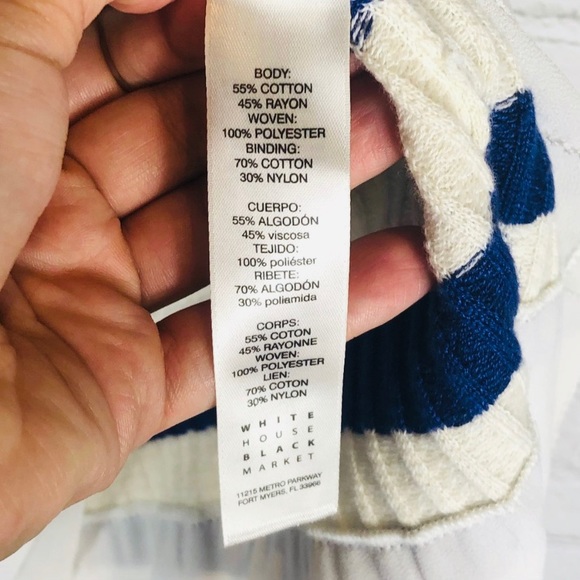 BODY:
55% COTTON
45% RAYON
WOVEN:
100% POLYESTER
BINDING:
70% COTTON
30% NYLON
CUERPO:
55% ALGODÓN
45% viscosa
TEJIDO:
100% poliéster
RIBETE:
70% ALGODÓN
30% poliamida
CORPS:
55% COTON
45% RAYONNE
WOVEN:
100% POLYESTER
LIEN:
70% COTON
30% NYLON
WHITE
HOUSE
BLACK
MARKET
11215 METRO PARKWAY
FORT MYERS, FL 33966